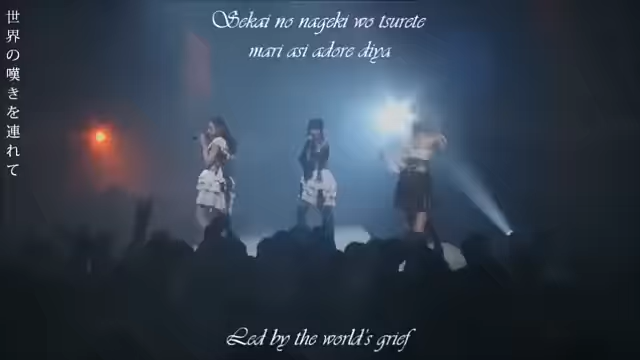 Sekai no nageki wo tsurete
mari asi adore diya
世界の嘆きを連れて
Led by the world's grief